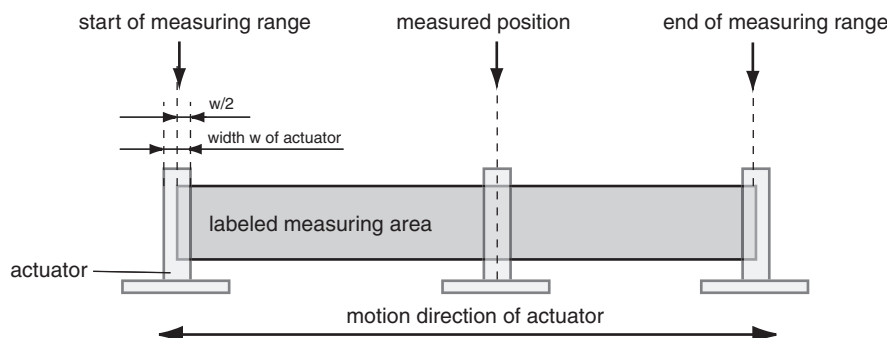 start of measuring range
measured position
end of measuring range
w/2
width w of actuator
labeled measuring area
actuator
motion direction of actuator